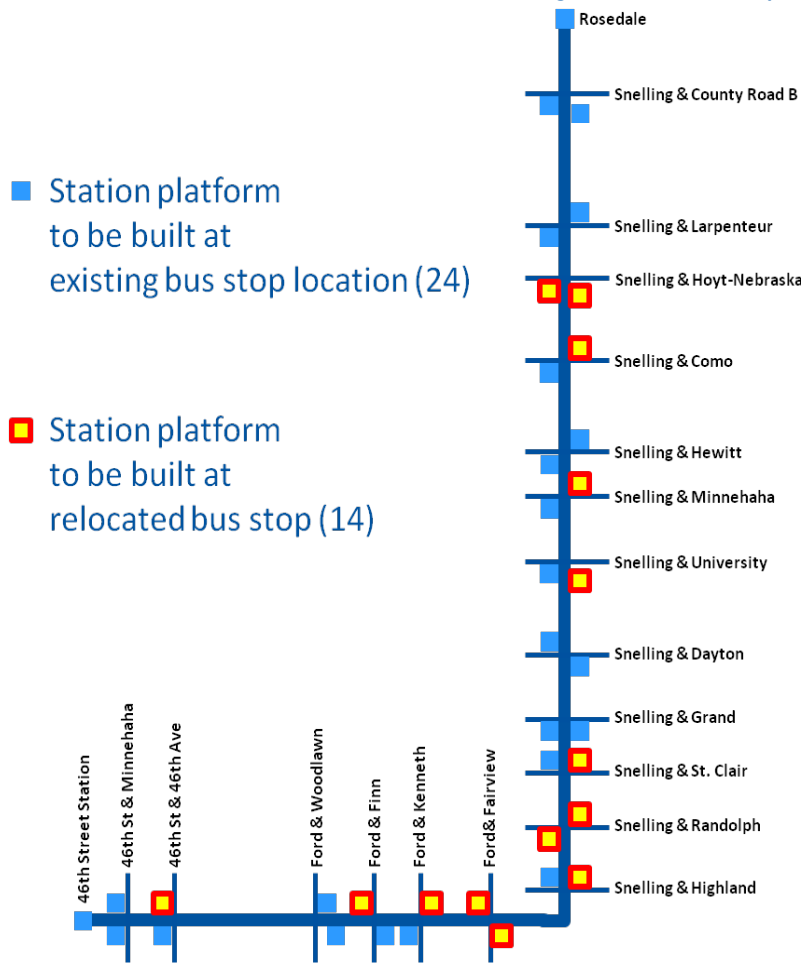 Rosedale
Snelling & County Road B
Station platform
to be built at
existing bus stop location (24)
Snelling & Larpenteur
Snelling & Hoyt-Nebraska
Snelling & Como
Station platform
to be built at
relocated bus stop (14)
Snelling & Hewitt
Snelling & Minnehaha
Snelling & University
Snelling & Dayton
Snelling & Grand
Snelling & St. Clair
Snelling & Randolph
Snelling & Highland
46th Street Station
46th St & Minnehaha
46th St & 46th Ave
Ford & Woodlawn
Ford & Finn
Ford & Kenneth
Ford& Fairview